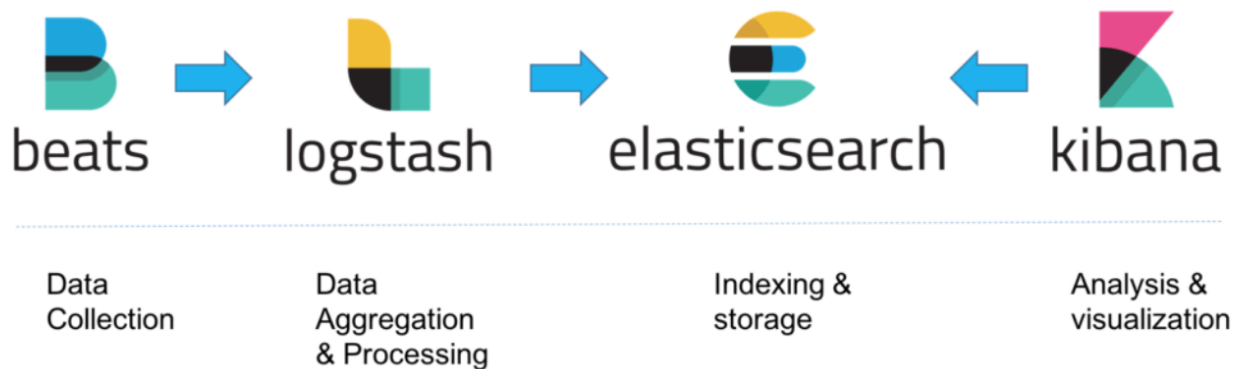 beats
logstash
elasticsearch
kibana
Data
Collection
Data
Aggregation
& Processing
Indexing &
storage
Analysis &
visualization